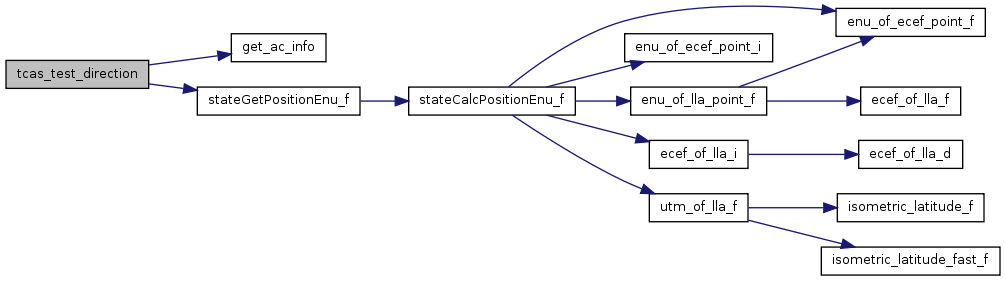 tcas_test_direction
get_ac_info
stateGetPositionEnu_f
stateCalcPositionEnu_f
enu_of_ecef_point_f
enu_of_ecef_point_i
enu_of_lla_point_f
ecef_of_lla_f
ecef_of_lla_i
ecef_of_lla_d
utm_of_lla_f
isometric_latitude_f
isometric_latitude_fast_f